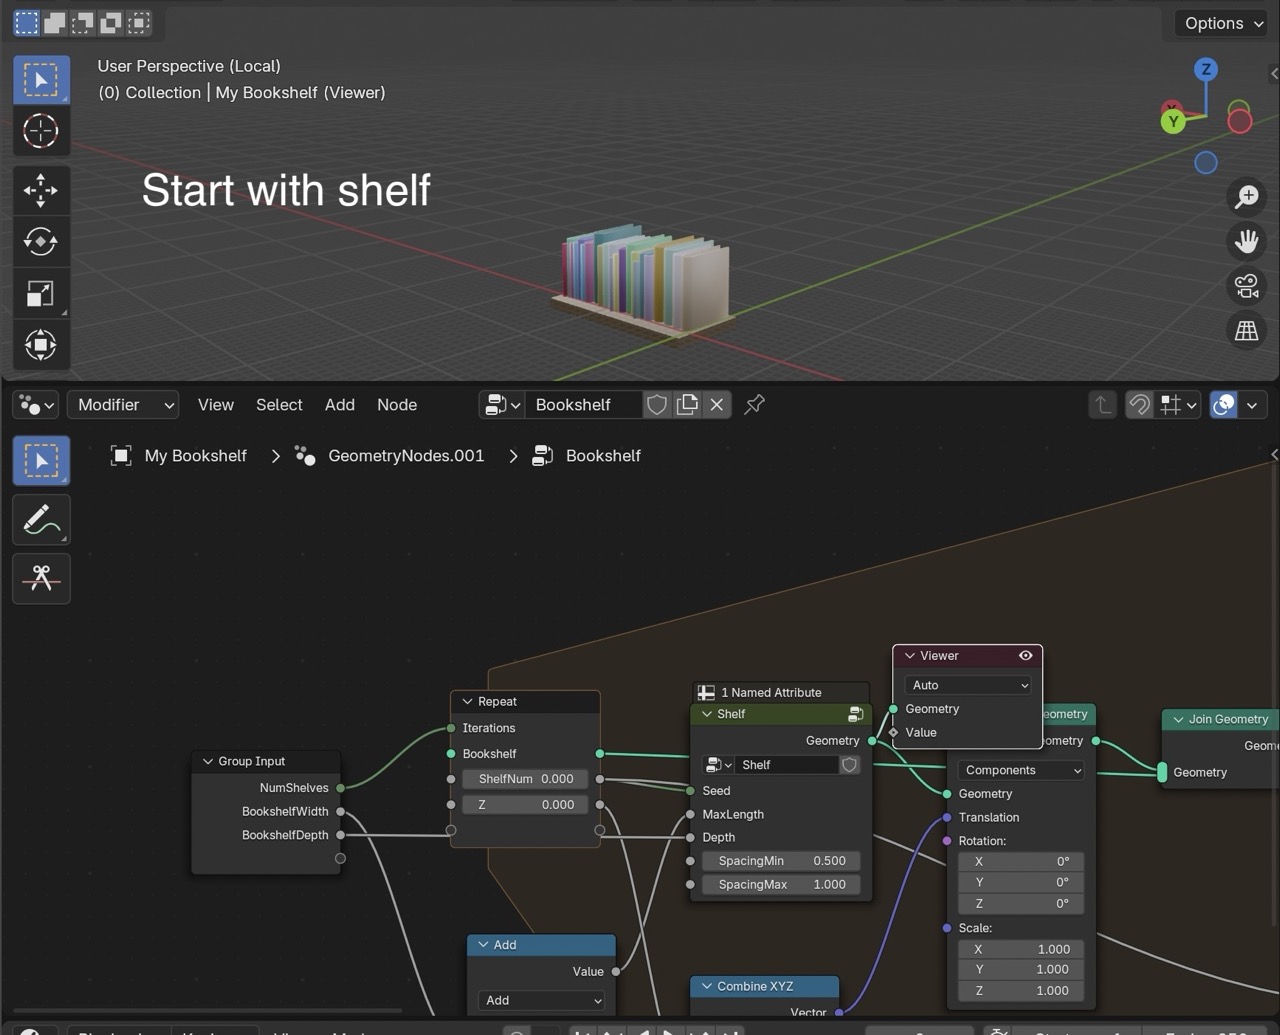 Options
User Perspective (Local)
(0) Collection | My Bookshelf (Viewer)
Z
Y
Start with shelf
Modifier
View
Select
Add
Node
Bookshelf
My Bookshelf
GeometryNodes.001
Bookshelf
Viewer
Auto
Geometry
Value
1 Named Attribute
Shelf
Geometry
Shelf
Seed
MaxLength
Depth
SpacingMin 0.500
SpacingMax 1.000
Repeat
Iterations
Bookshelf
ShelfNum 0.000
Z 0.000
Group Input
NumShelves
BookshelfWidth
BookshelfDepth
eometry
ometry
Components
Geometry
Translation
Rotation:
X 0°
Y 0°
Z 0°
Scale:
X 1.000
Y 1.000
Z 1.000
Join Geometry
Geom
Geometry
Add
Value
Add
Combine XYZ
Vector